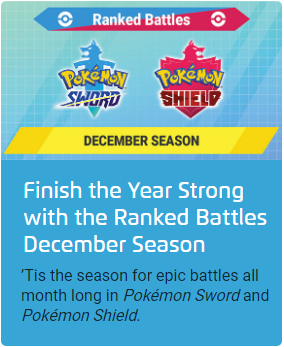 Ranked Battles
POKÉMON POKÉMON
SWORD SHIELD
DECEMBER SEASON
Finish the Year Strong
with the Ranked Battles
December Season
’Tis the season for epic battles all
month long in Pokémon Sword and
Pokémon Shield.